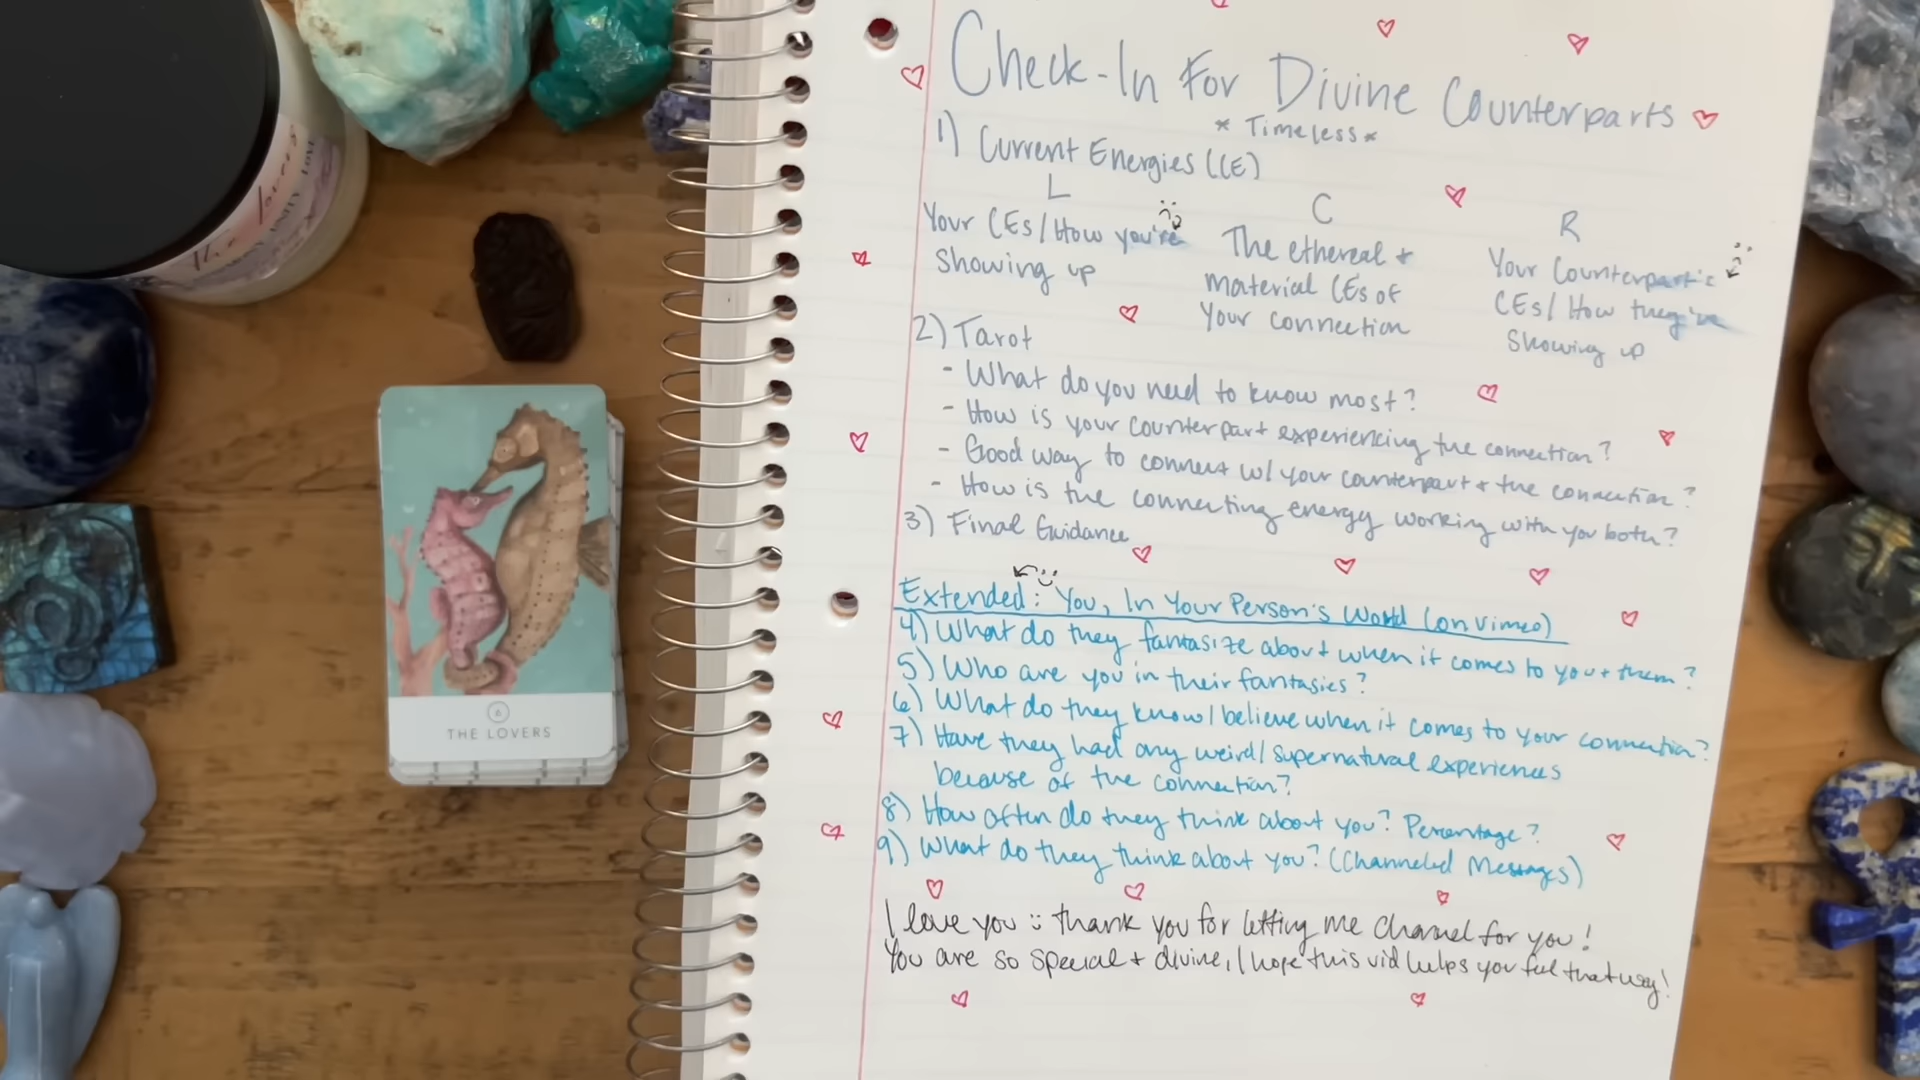 Check-In For Divine Counterparts
* Timeless *
1) Current Energies (CE)
L
Your CEs/How you're
showing up
C
The ethereal +
material CEs of
Your connection
R
Your Counterpart's
CEs/How they're
Showing up
2) Tarot
- What do you need to know most?
- How is your counterpart experiencing the connection?
- Good way to connect w/ your counterpart + the connection?
- How is the connecting energy working with you both?
3) Final Guidance
Extended: You, In Your Person's World (on Vimeo)
4) What do they fantasize about when it comes to you + them?
5) Who are you in their fantasies?
6) What do they know/believe when it comes to your connection?
7) Have they had any weird/supernatural experiences
because of the connection?
8) How often do they think about you? Percentage?
9) What do they think about you? (Channeled Messages)
I love you :) thank you for letting me channel for you!
You are so special + divine, I hope this vid helps you feel that way!
6
THE LOVERS
the lovers